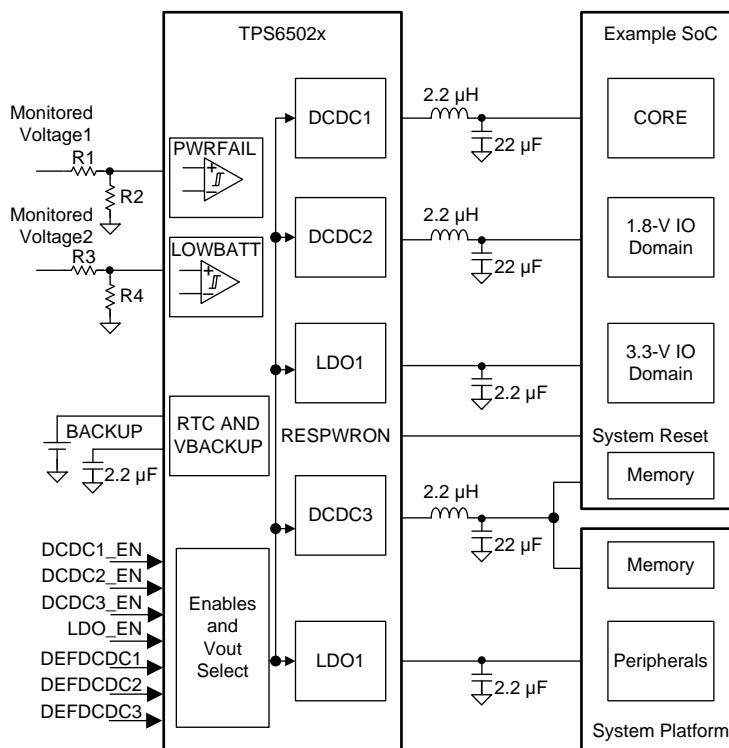 TPS6502x
Example SoC
Monitored
Voltage1
R1
R2
PWRFAIL
+
−
Monitored
Voltage2
R3
R4
LOWBATT
+
−
BACKUP
2.2 µF
RTC AND
VBACKUP
DCDC1_EN
DCDC2_EN
DCDC3_EN
LDO_EN
DEFDCDC1
DEFDCDC2
DEFDCDC3
Enables
and
Vout
Select
DCDC1
2.2 µH
22 µF
CORE
DCDC2
2.2 µH
22 µF
1.8-V IO
Domain
LDO1
2.2 µF
3.3-V IO
Domain
RESPWRON
System Reset
DCDC3
2.2 µH
22 µF
Memory
Memory
LDO1
2.2 µF
Peripherals
System Platform